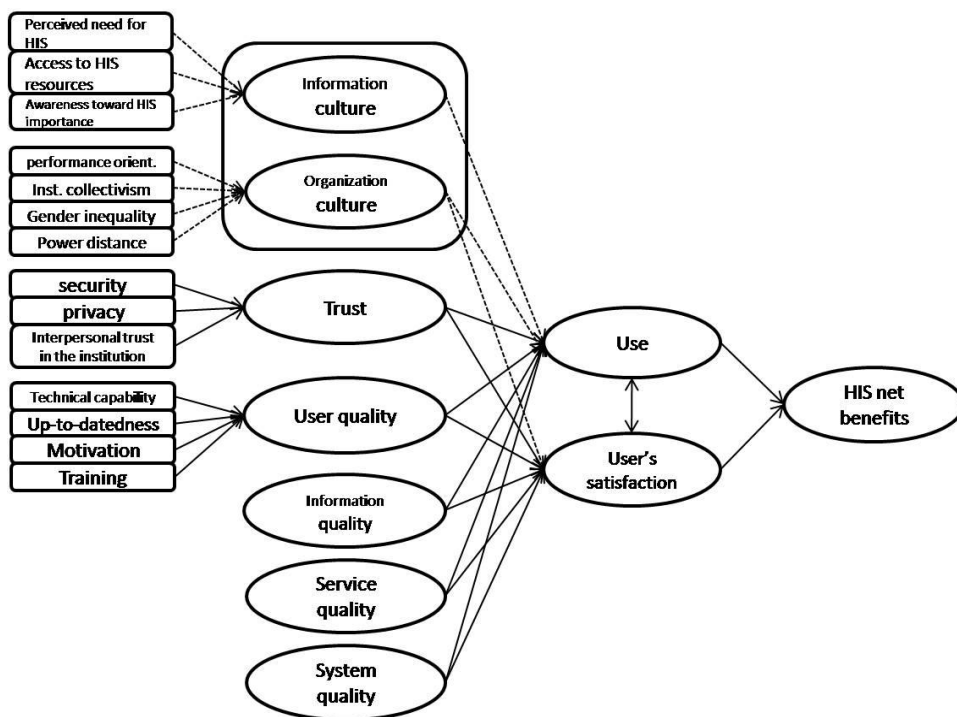 Perceived need for
HIS
Access to HIS
resources
Awareness toward HIS
importance
performance orient.
Inst. collectivism
Gender inequality
Power distance
security
privacy
Interpersonal trust
in the institution
Technical capability
Up-to-datedness
Motivation
Training
Information
culture
Organization
culture
Trust
User quality
Information
quality
Service
quality
System
quality
Use
User's
satisfaction
HIS net
benefits